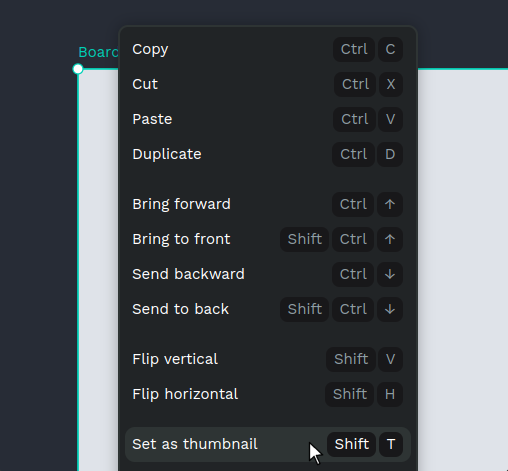 Board
Copy Ctrl C
Cut Ctrl X
Paste Ctrl V
Duplicate Ctrl D
Bring forward Ctrl ↑
Bring to front Shift Ctrl ↑
Send backward Ctrl ↓
Send to back Shift Ctrl ↓
Flip vertical Shift V
Flip horizontal Shift H
Set as thumbnail Shift T